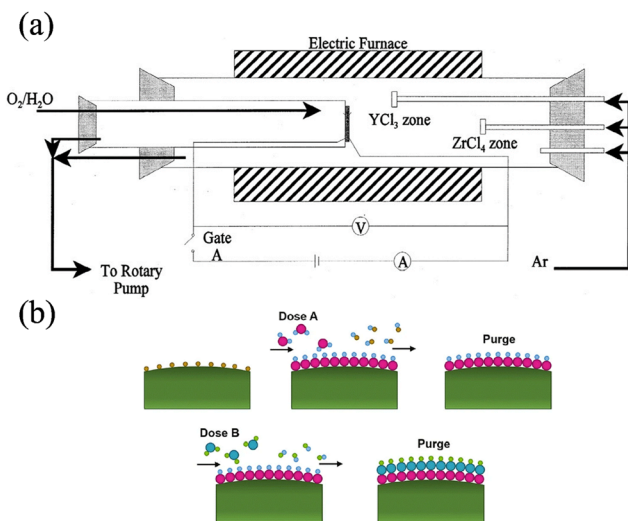 (a)
Electric Furnace
O₂/H₂O
YCl₃ zone
ZrCl₄ zone
V
Gate
A
A
To Rotary
Pump
Ar
(b)
Dose A
Purge
Dose B
Purge